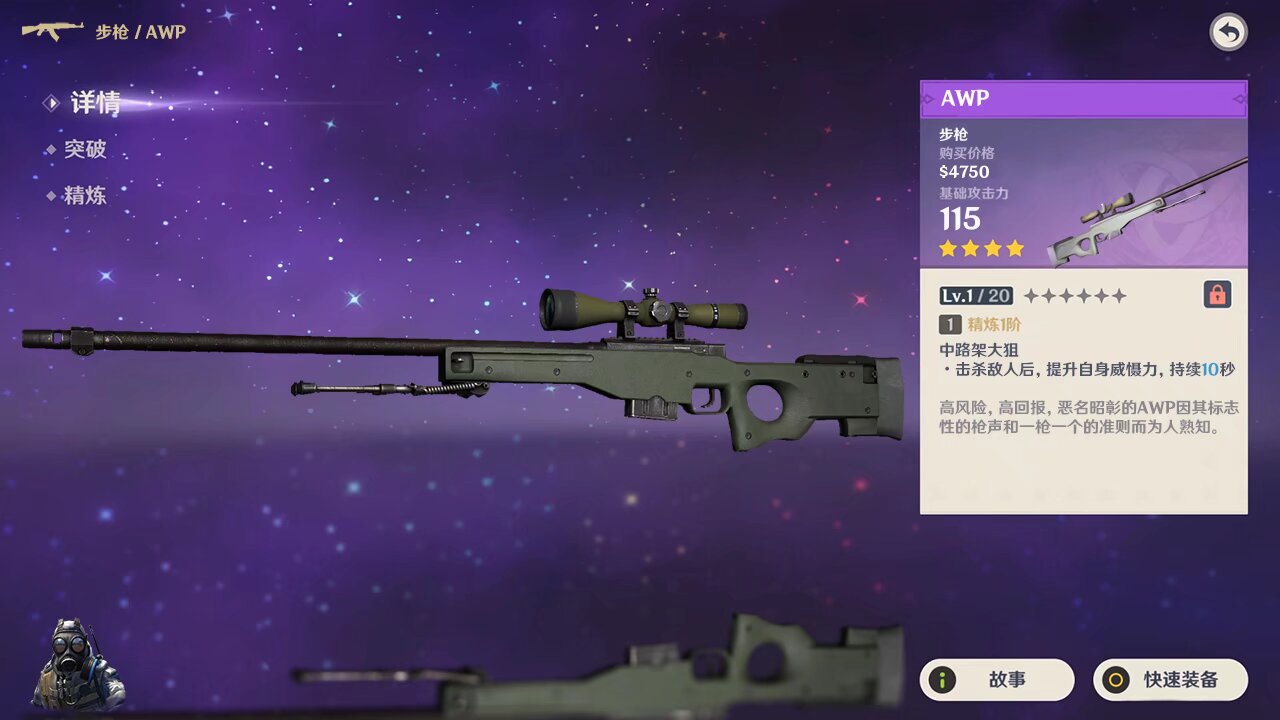 步枪 / AWP
详情
突破
精炼
AWP
步枪
购买价格
$4750
基础攻击力
115
Lv.1 / 20
1 精炼1阶
中路架大狙
·击杀敌人后，提升自身威慑力，持续10秒
高风险，高回报，恶名昭彰的AWP因其标志
性的枪声和一枪一个的准则而为人熟知。
故事
快速装备